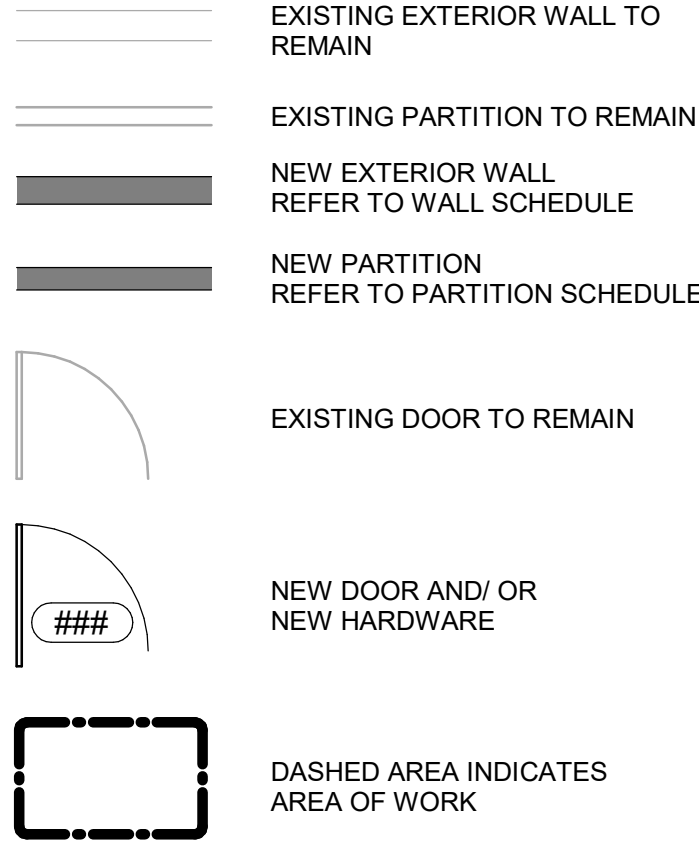 EXISTING EXTERIOR WALL TO
REMAIN
EXISTING PARTITION TO REMAIN
NEW EXTERIOR WALL
REFER TO WALL SCHEDULE
NEW PARTITION
REFER TO PARTITION SCHEDULE
EXISTING DOOR TO REMAIN
###
NEW DOOR AND/ OR
NEW HARDWARE
DASHED AREA INDICATES
AREA OF WORK